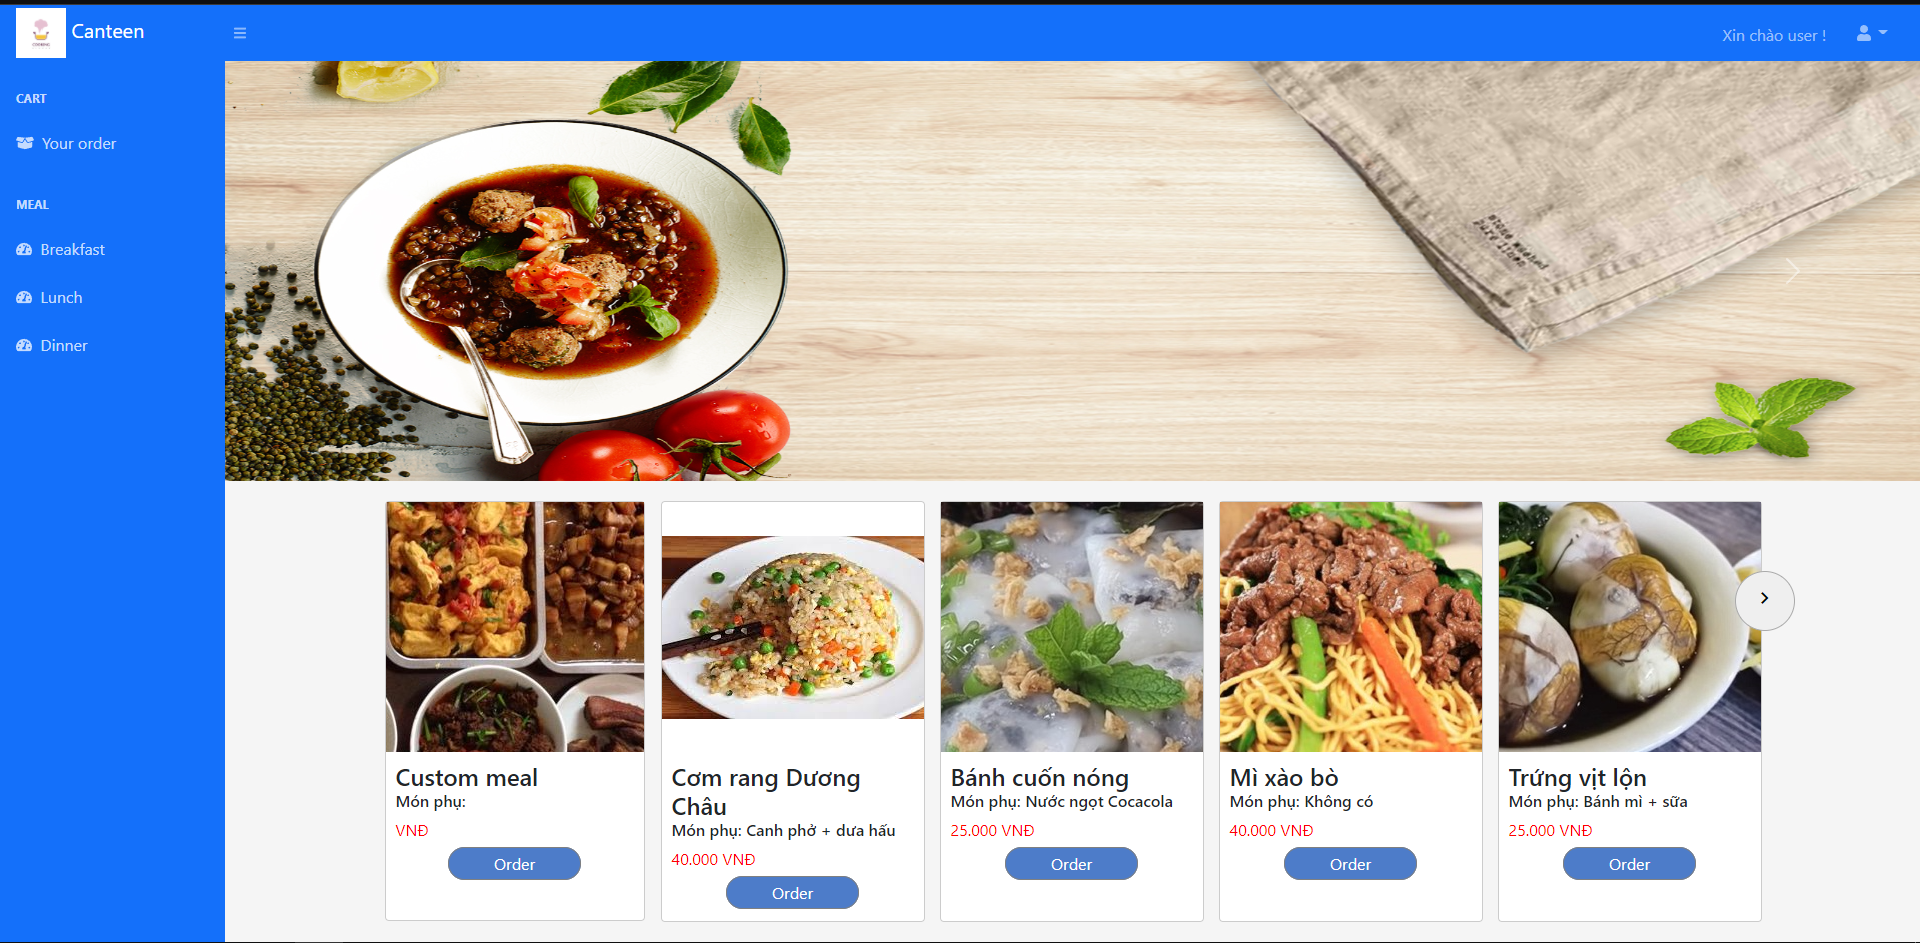 Canteen
Xin chào user !
CART
Your order
MEAL
Breakfast
Lunch
Dinner
Custom meal
Món phụ:
VNĐ
Order
Cơm rang Dương
Châu
Món phụ: Canh phở + dưa hấu
40.000 VNĐ
Order
Bánh cuốn nóng
Món phụ: Nước ngọt Cocacola
25.000 VNĐ
Order
Mì xào bò
Món phụ: Không có
40.000 VNĐ
Order
Trứng vịt lộn
Món phụ: Bánh mì + sữa
25.000 VNĐ
Order